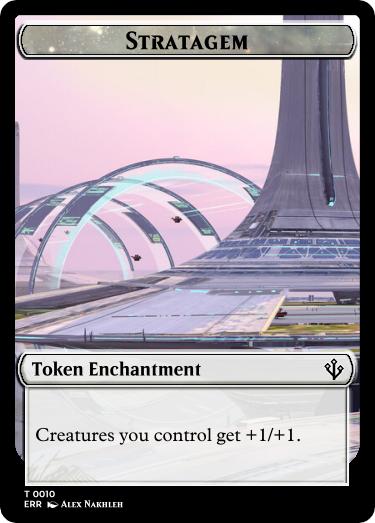 Stratagem
Token Enchantment
Creatures you control get +1/+1.
T 0010
ERR Alex Nakhleh